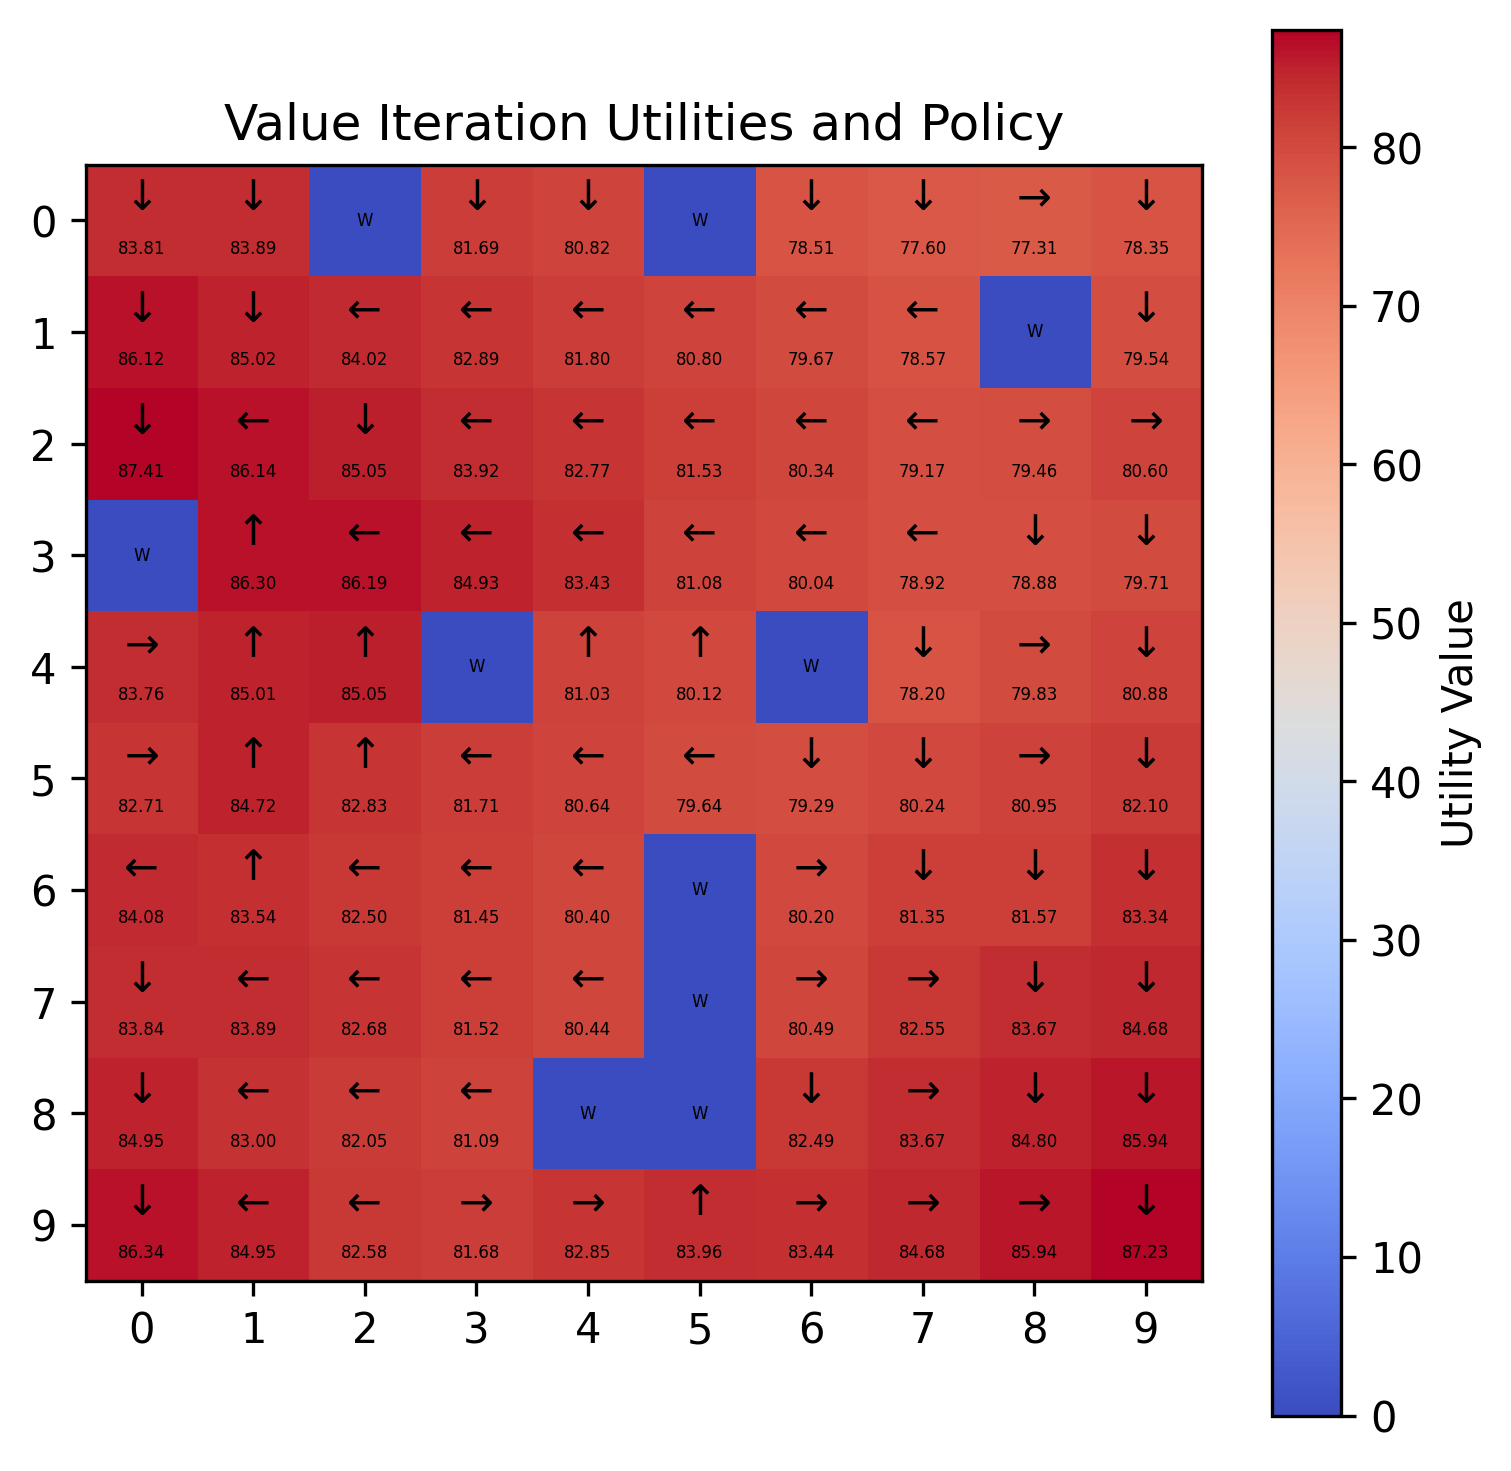 Value Iteration Utilities and Policy
0 ↓ ↓ W ↓ ↓ W ↓ ↓ → ↓
83.81 83.89 81.69 80.82 78.51 77.60 77.31 78.35
1 ↓ ↓ ← ← ← ← ← ← W ↓
86.12 85.02 84.02 82.89 81.80 80.80 79.67 78.57 79.54
2 ↓ ← ↓ ← ← ← ← ← → →
87.41 86.14 85.05 83.92 82.77 81.53 80.34 79.17 79.46 80.60
3 W ↑ ← ← ← ← ← ← ↓ ↓
86.30 86.19 84.93 83.43 81.08 80.04 78.92 78.88 79.71
4 → ↑ ↑ W ↑ ↑ W ↓ → ↓
83.76 85.01 85.05 81.03 80.12 78.20 79.83 80.88
5 → ↑ ↑ ← ← ← ↓ ↓ → ↓
82.71 84.72 82.83 81.71 80.64 79.64 79.29 80.24 80.95 82.10
6 ← ↑ ← ← ← W → ↓ ↓ ↓
84.08 83.54 82.50 81.45 80.40 80.20 81.35 81.57 83.34
7 ↓ ← ← ← ← W → → ↓ ↓
83.84 83.89 82.68 81.52 80.44 80.49 82.55 83.67 84.68
8 ↓ ← ← ← W W ↓ → ↓ ↓
84.95 83.00 82.05 81.09 82.49 83.67 84.80 85.94
9 ↓ ← ← → → ↑ → → → ↓
86.34 84.95 82.58 81.68 82.85 83.96 83.44 84.68 85.94 87.23
0 1 2 3 4 5 6 7 8 9
80
70
60
50
40
30
20
10
0
Utility Value